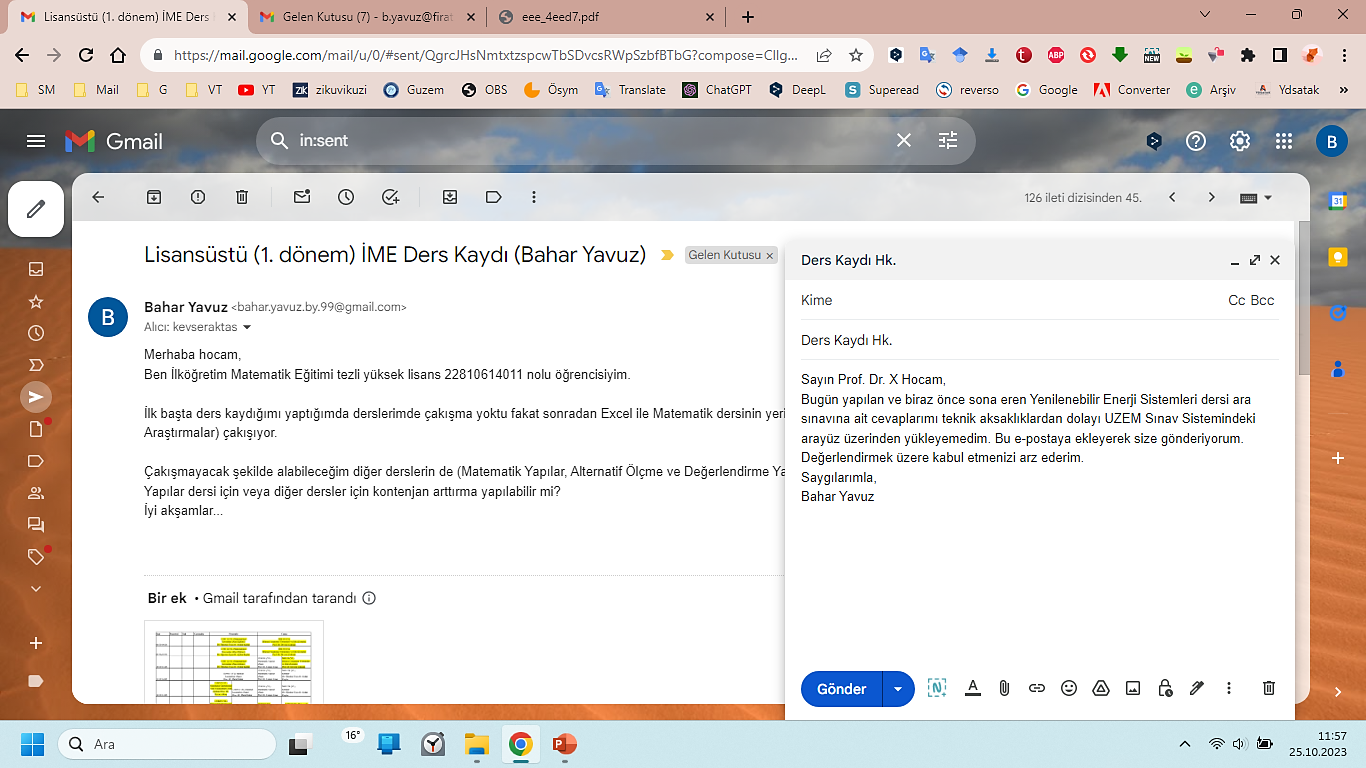 Lisansüstü (1. dönem) İME Ders K
Gelen Kutusu (7) - b.yavuz@firat
eee_4eed7.pdf
https://mail.google.com/mail/u/0/#sent/QgrcJHsNmtxtzspcwTbSDvcsRWpSzbfBTbG?compose=CIlg...
SM
Mail
G
VT
YT
zikuvikuzi
Guzem
OBS
Ösym
Translate
ChatGPT
DeepL
Superead
reverso
Google
Converter
Arşiv
Ydsatak
Gmail
in:sent
B
126 ileti dizisinden 45.
Lisansüstü (1. dönem) İME Ders Kaydı (Bahar Yavuz)
Gelen Kutusu
B
Bahar Yavuz <bahar.yavuz.by.99@gmail.com>
Alıcı: kevseraktas
Merhaba hocam,
Ben İlköğretim Matematik Eğitimi tezli yüksek lisans 22810614011 nolu öğrencisiyim.
İlk başta ders kaydığımı yaptığımda derslerimde çakışma yoktu fakat sonradan Excel ile Matematik dersinin yeri
Araştırmalar) çakışıyor.
Çakışmayacak şekilde alabileceğim diğer derslerin de (Matematik Yapılar, Alternatif Ölçme ve Değerlendirme Ya
Yapılar dersi için veya diğer dersler için kontenjan arttırma yapılabilir mi?
İyi akşamlar...
Bir ek • Gmail tarafından tarandı
Ders Kaydı Hk.
Kime
Cc Bcc
Ders Kaydı Hk.
Sayın Prof. Dr. X Hocam,
Bugün yapılan ve biraz önce sona eren Yenilenebilir Enerji Sistemleri dersi ara
sınavına ait cevaplarımı teknik aksaklıklardan dolayı UZEM Sınav Sistemindeki
arayüz üzerinden yükleyemedim. Bu e-postaya ekleyerek size gönderiyorum.
Değerlendirmek üzere kabul etmenizi arz ederim.
Saygılarımla,
Bahar Yavuz
Gönder
Ara
16°
11:57
25.10.2023